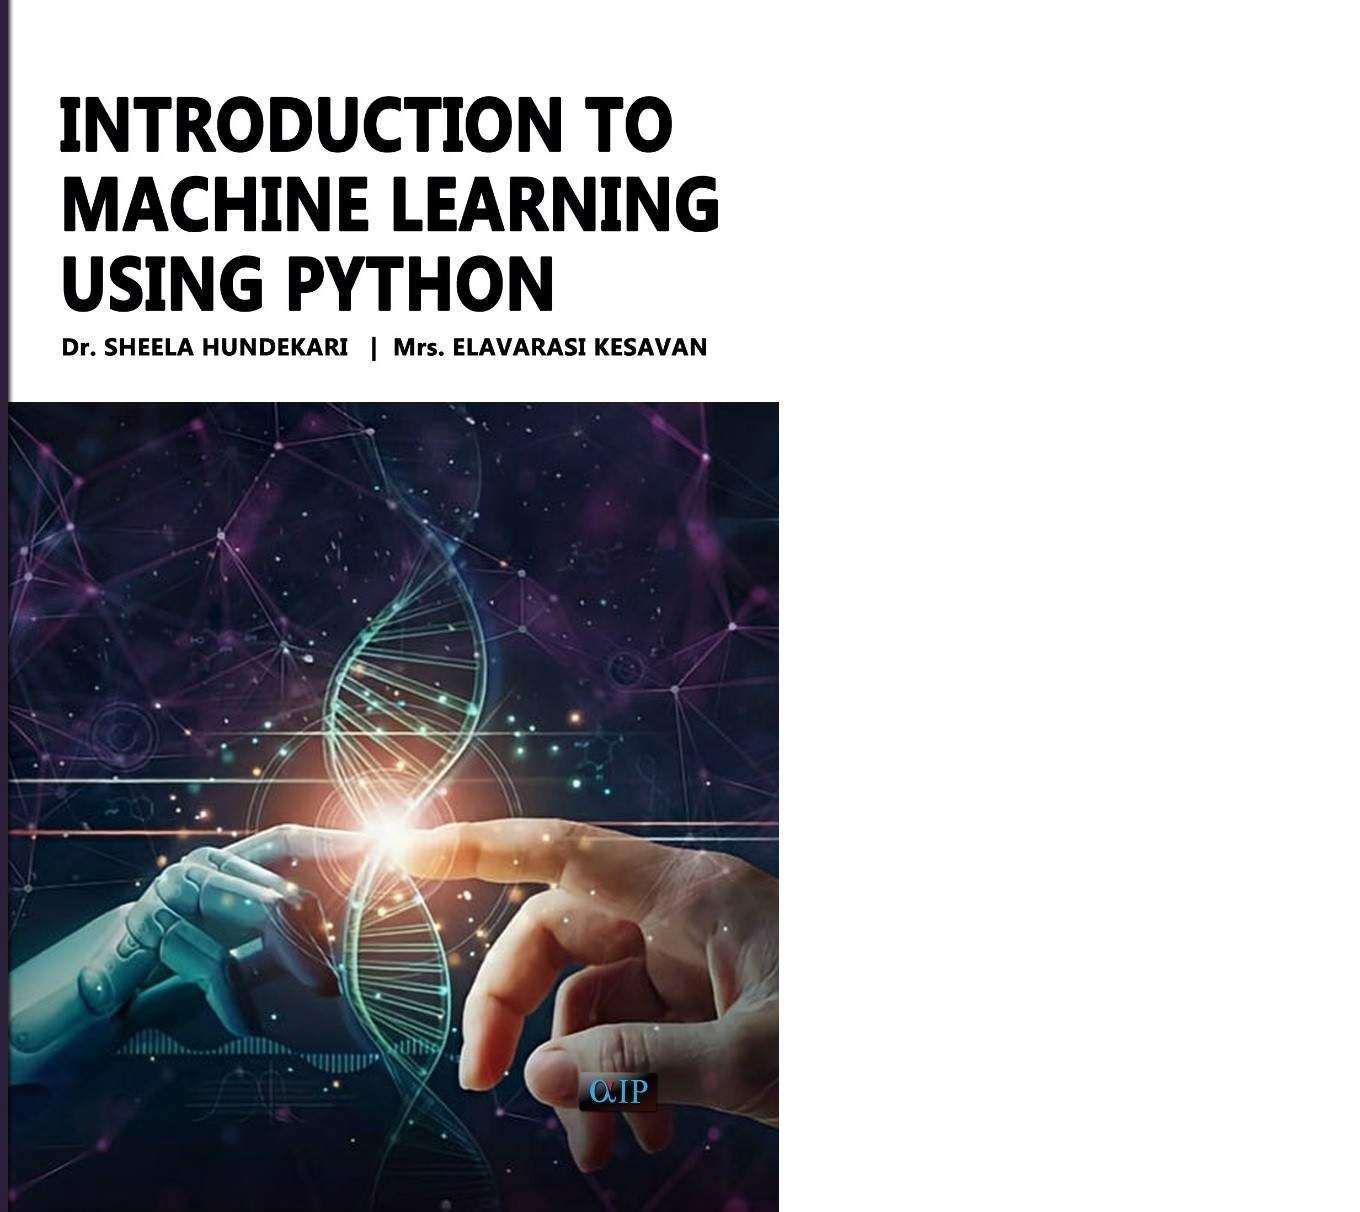 INTRODUCTION TO
MACHINE LEARNING
USING PYTHON
Dr. SHEELA HUNDEKARI | Mrs. ELAVARASI KESAVAN
αIP